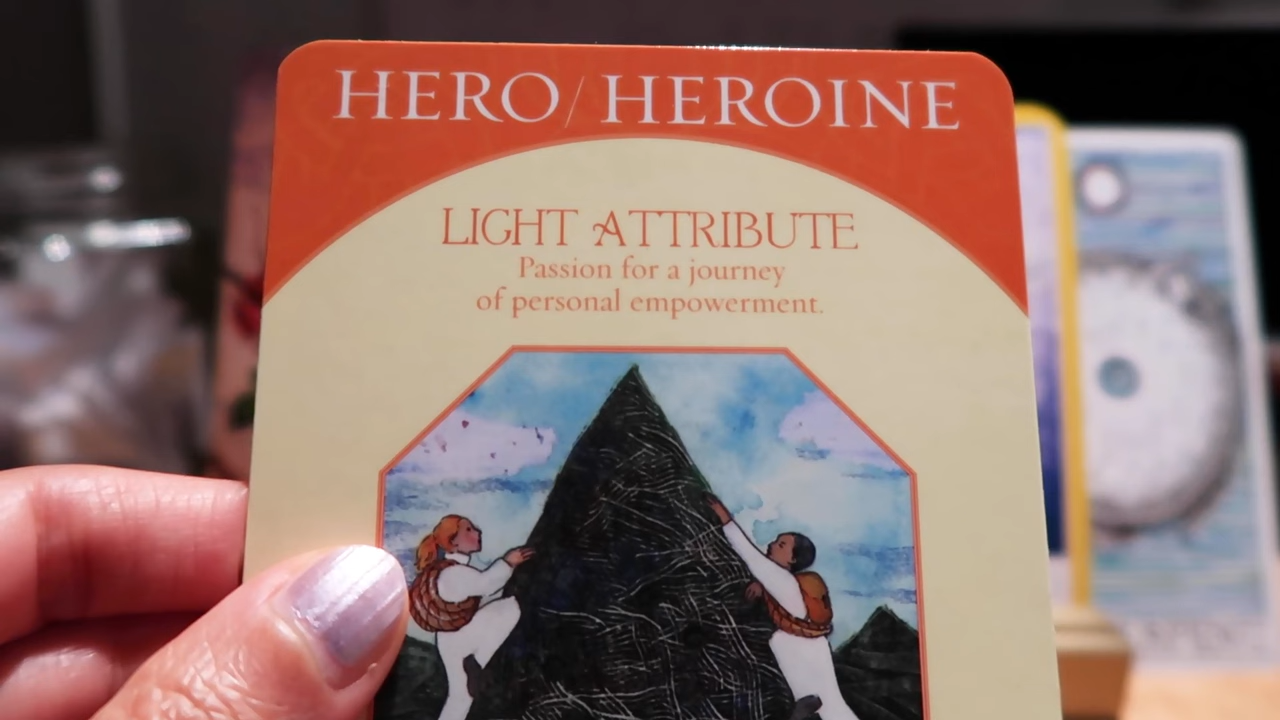 HERO/HEROINE
LIGHT ATTRIBUTE
Passion for a journey
of personal empowerment.